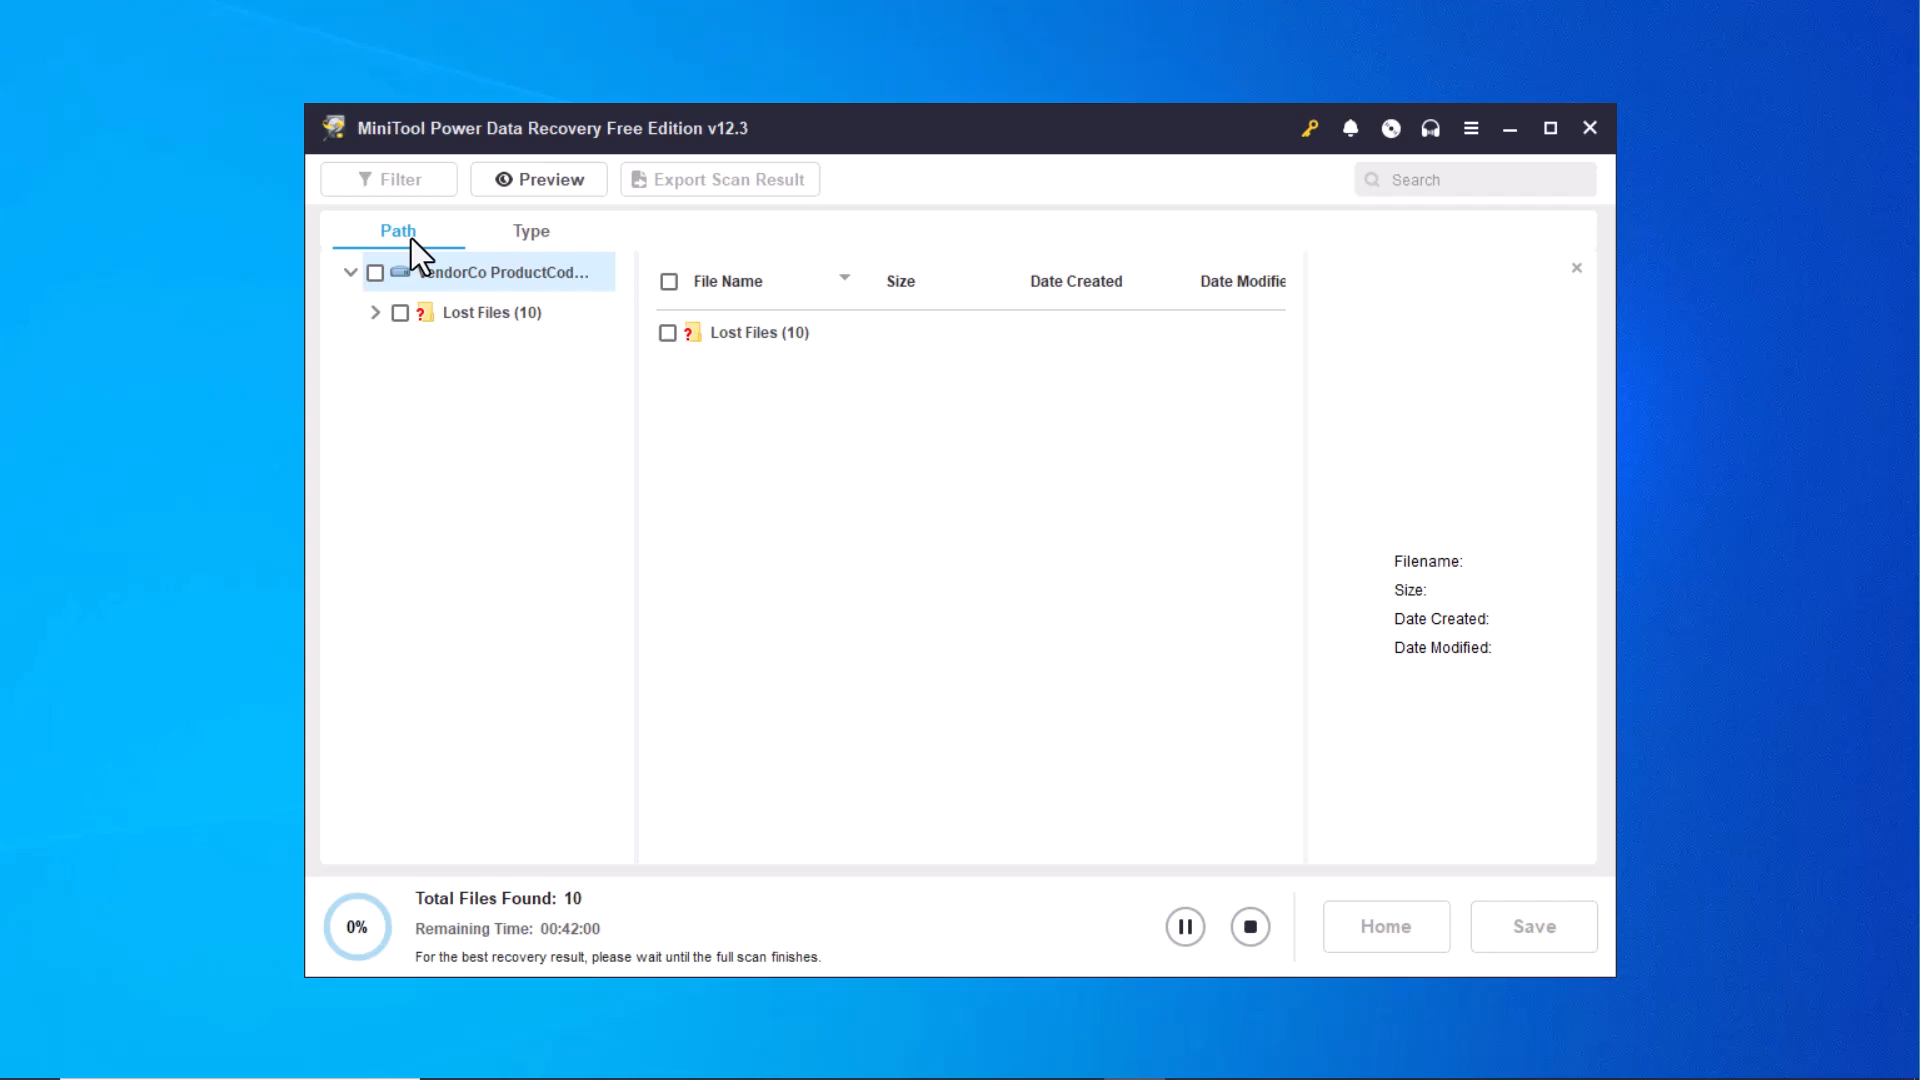 MiniTool Power Data Recovery Free Edition v12.3
Filter
Preview
Export Scan Result
Search
Path
Type
endorCo ProductCod...
Lost Files (10)
File Name
Size
Date Created
Date Modifie
Lost Files (10)
Filename:
Size:
Date Created:
Date Modified:
0%
Total Files Found: 10
Remaining Time: 00:42:00
For the best recovery result, please wait until the full scan finishes.
Home
Save